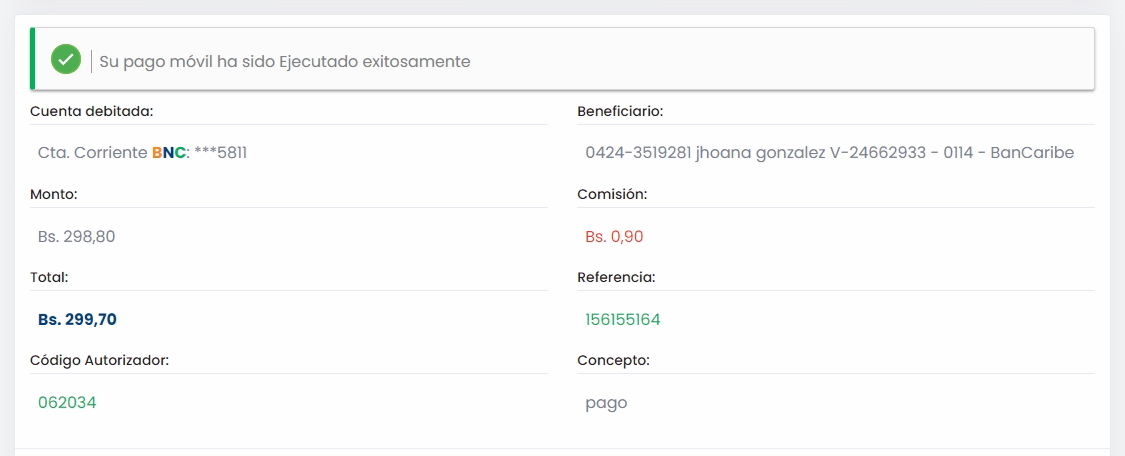 Su pago móvil ha sido Ejecutado exitosamente
Cuenta debitada:
Cta. Corriente BNC: ***5811
Beneficiario:
0424-3519281 jhoana gonzalez V-24662933 - 0114 - BanCaribe
Monto:
Bs. 298,80
Comisión:
Bs. 0,90
Total:
Bs. 299,70
Referencia:
156155164
Código Autorizador:
062034
Concepto:
pago